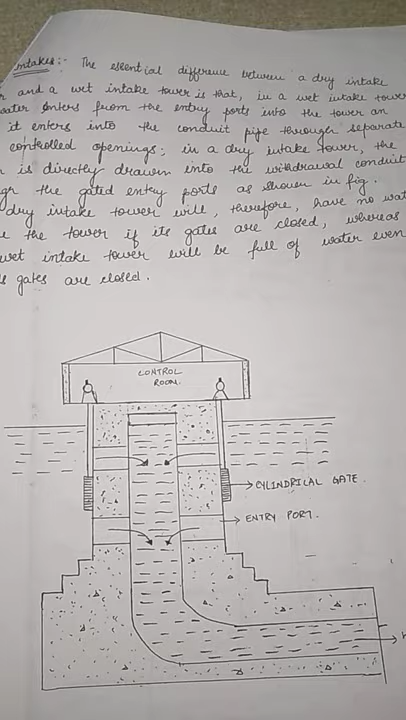 ntakes:- The essential difference between a dry intake
r and a wet intake tower is that, in a wet intake tower
ater enters from the entry ports into the tower an
it enters into the conduit pipe through separate
controlled openings; in a dry intake tower, the
r is directly drawn into the withdrawal conduit
gh the gated entry ports as shown in fig.
dry intake tower will, therefore, have no wat
e the tower if its gates are closed, whereas
wet intake tower will be full of water even
s gates are closed.
CONTROL
ROOM.
CYLINDRICAL GATE.
ENTRY PORT.